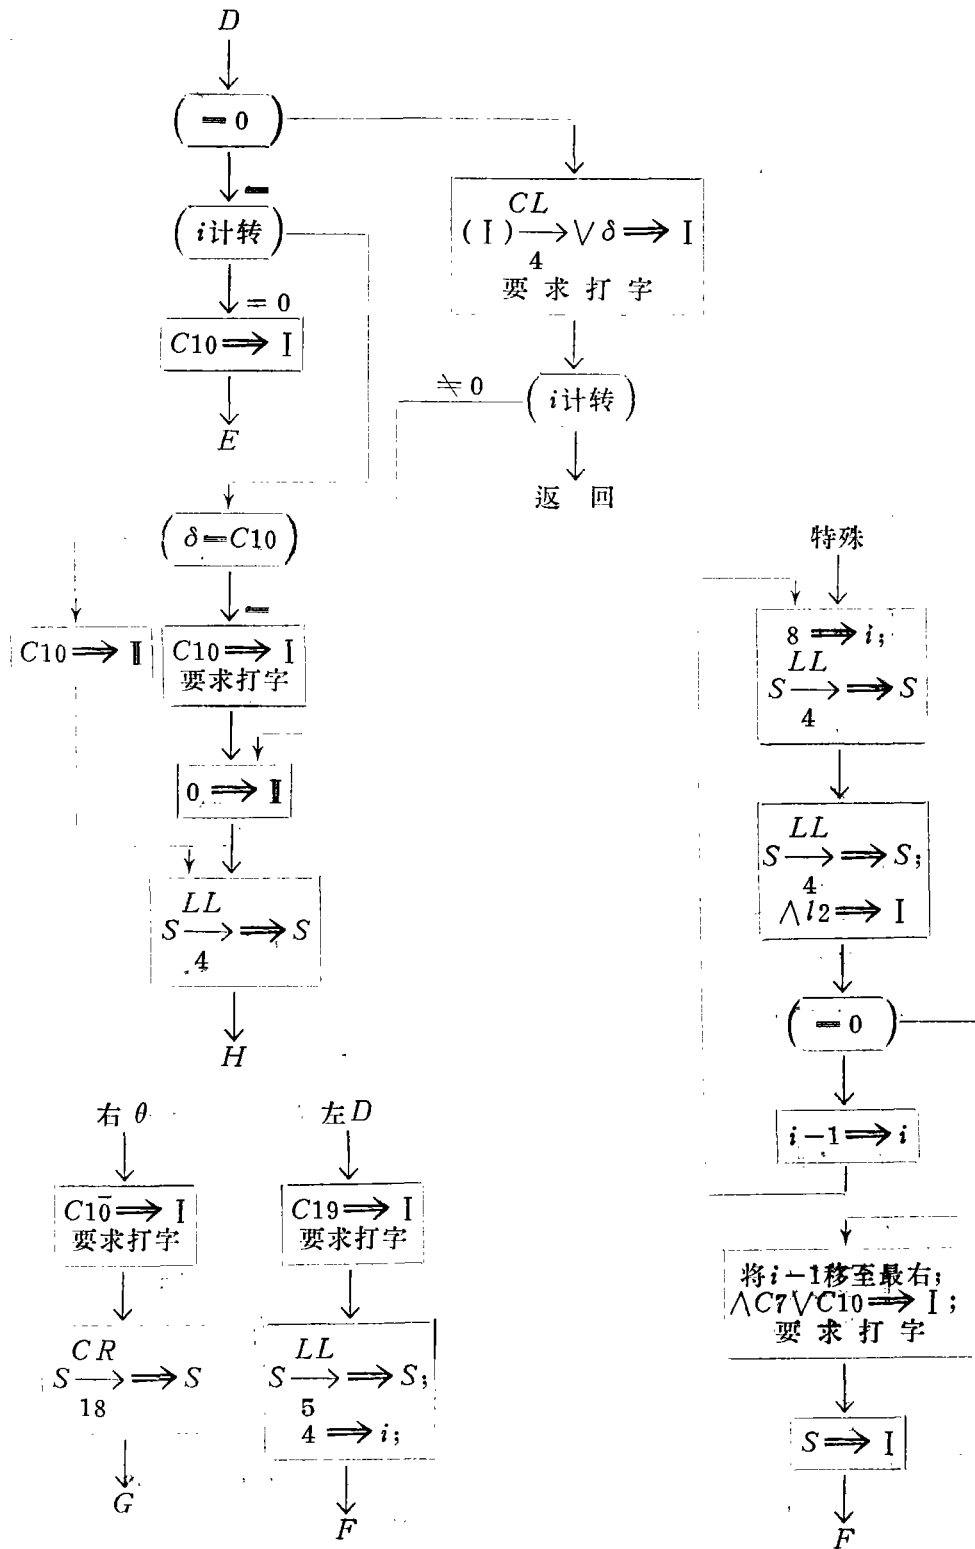 D
= 0
=
i计转
= 0
C10 ⟹ I
E
CL
(I) ⟶ ∨ δ ⟹ I
4
要求打字
≠ 0
i计转
返回
δ=C10
=
C10 ⟹ II
C10 ⟹ I
要求打字
0 ⟹ II
LL
S ⟶ ⟹ S
4
H
右 θ
C10 ⟹ I
要求打字
CR
S ⟶ ⟹ S
18
G
左D
C19 ⟹ I
要求打字
LL
S ⟶ ⟹ S;
5
4 ⟹ i;
F
特殊
8 ⟹ i;
LL
S ⟶ ⟹ S
4
LL
S ⟶ ⟹ S;
4
∧l2 ⟹ I
= 0
i−1 ⟹ i
将i−1移至最右;
∧C7∨C10 ⟹ I;
要求打字
S ⟹ I
F